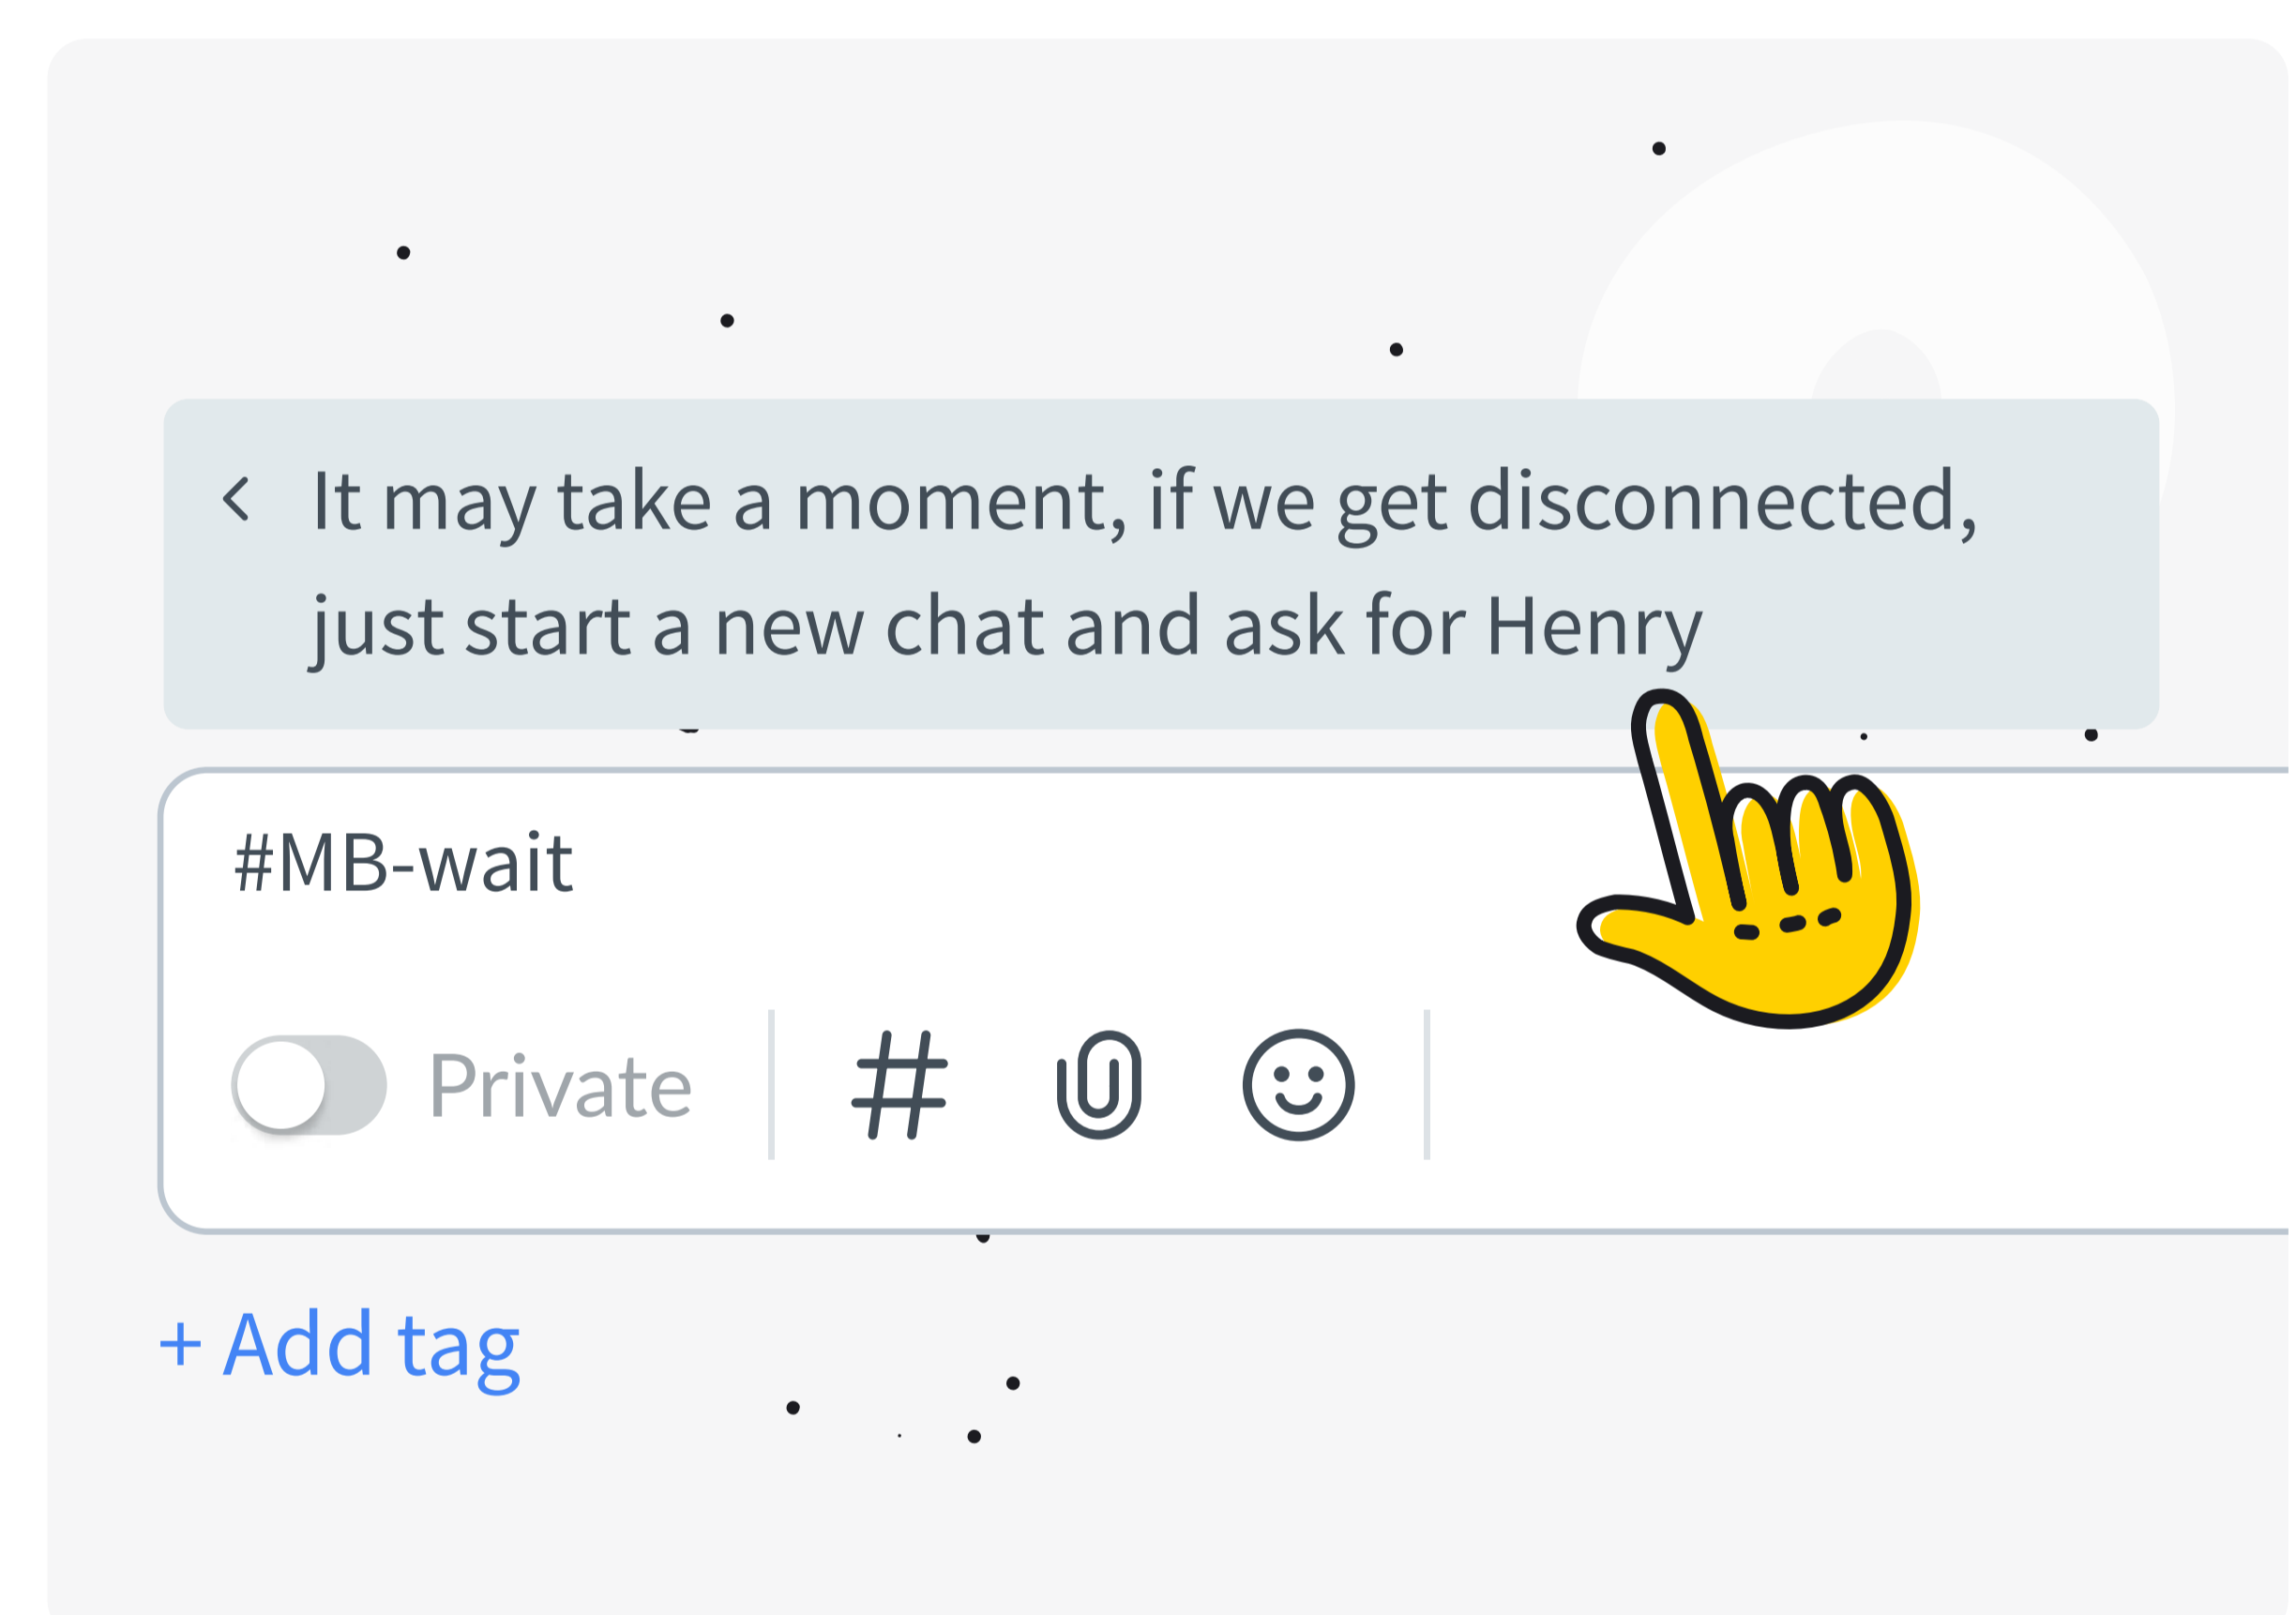 It may take a moment, if we get disconnected,
just start a new chat and ask for Henry
#MB-wait
Private
+ Add tag